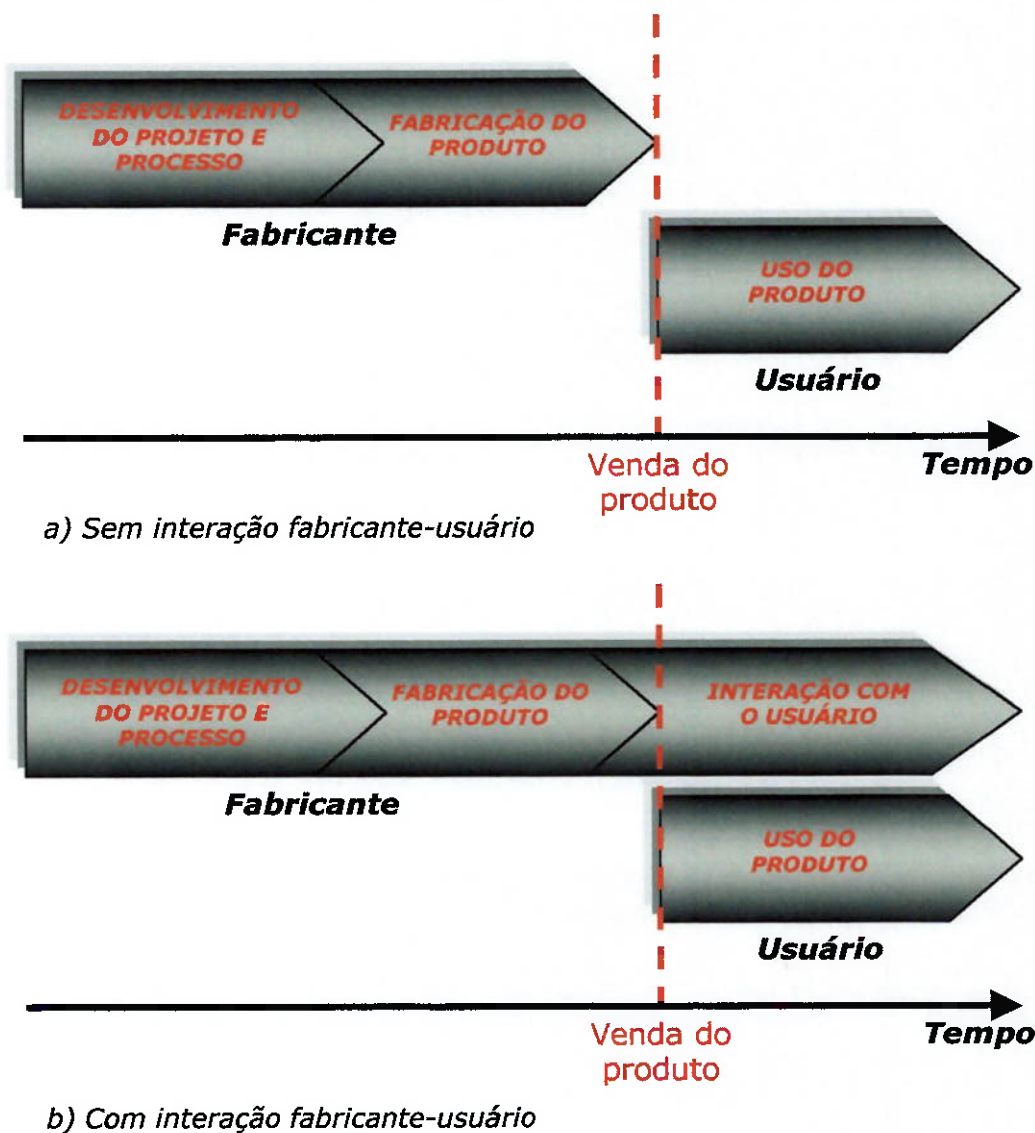 DESENVOLVIMENTO
DO PROJETO E
PROCESSO
FABRICAÇÃO DO
PRODUTO
Fabricante
USO DO
PRODUTO
Usuário
Venda do
produto
Tempo
a) Sem interação fabricante-usuário
DESENVOLVIMENTO
DO PROJETO E
PROCESSO
FABRICAÇÃO DO
PRODUTO
INTERAÇÃO COM
O USUÁRIO
Fabricante
USO DO
PRODUTO
Usuário
Venda do
produto
Tempo
b) Com interação fabricante-usuário